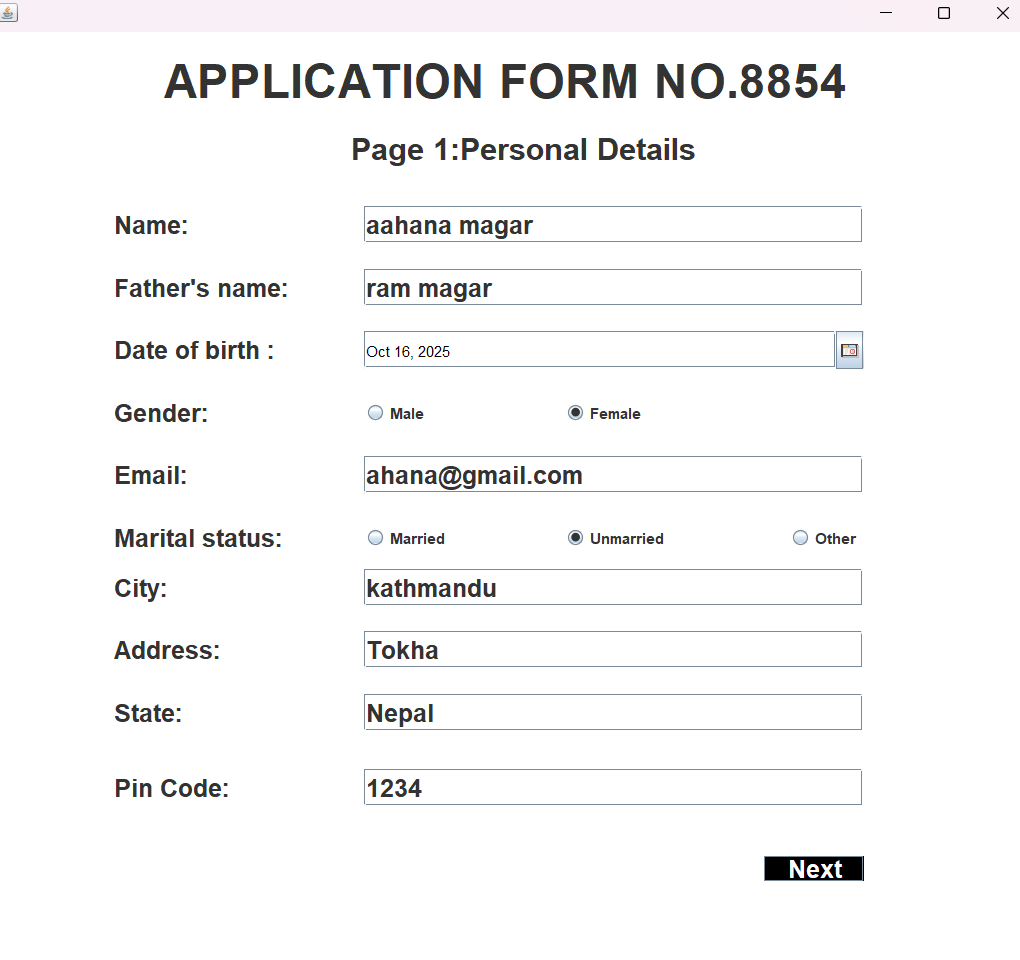 APPLICATION FORM NO.8854
Page 1:Personal Details
Name: aahana magar
Father's name: ram magar
Date of birth : Oct 16, 2025
Gender: Male Female
Email: ahana@gmail.com
Marital status: Married Unmarried Other
City: kathmandu
Address: Tokha
State: Nepal
Pin Code: 1234
Next